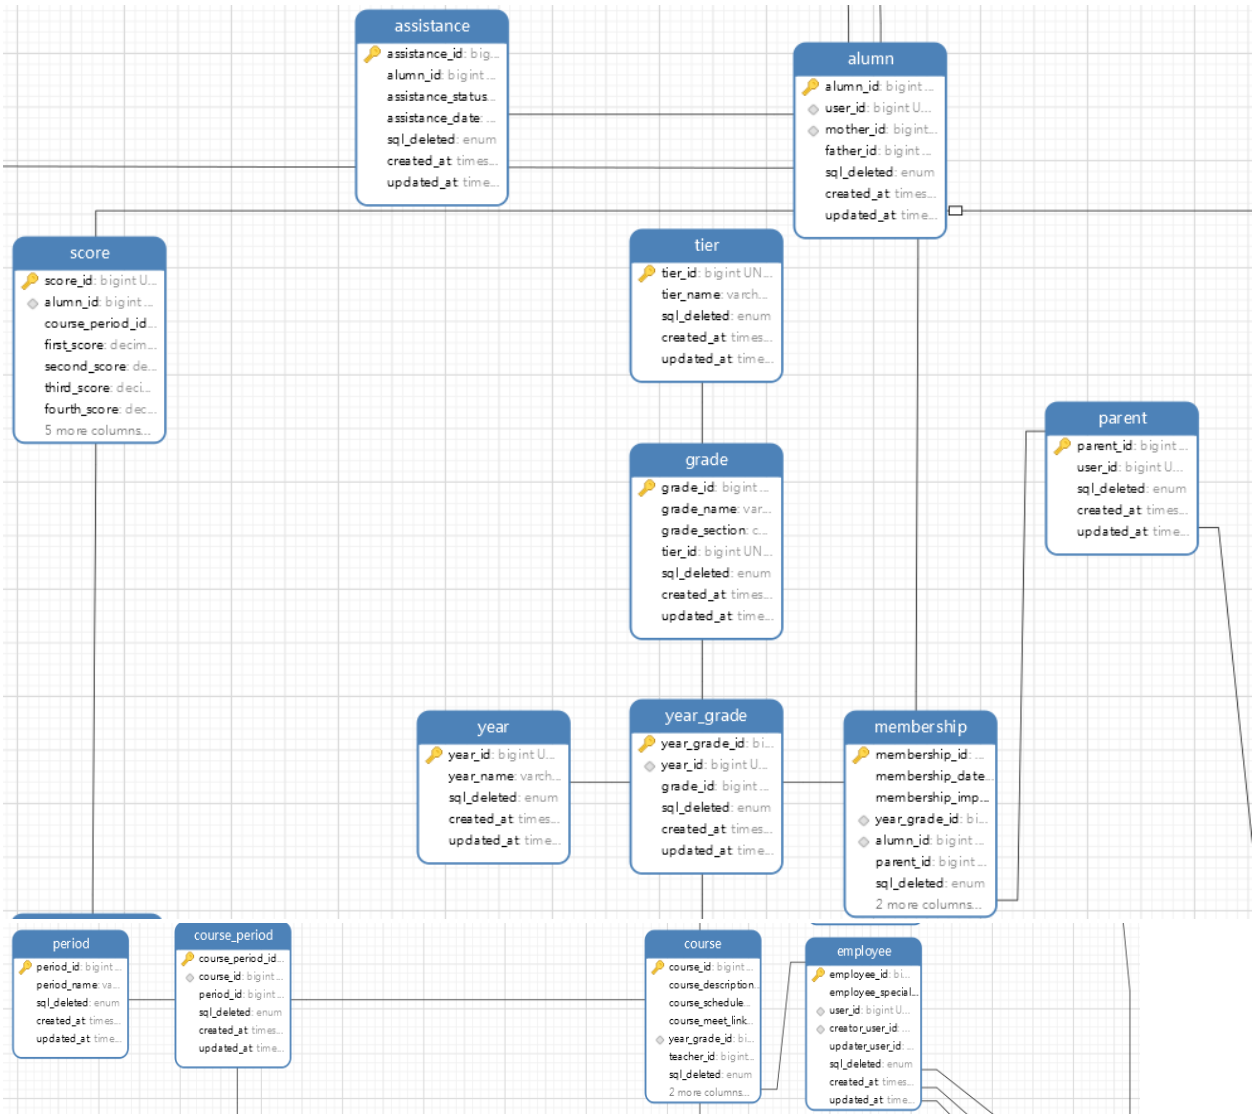 assistance
assistance_id: big...
alumn_id: bigint ...
assistance_status...
assistance_date: ...
sql_deleted: enum
created_at: times...
updated_at: time...
alumn
alumn_id: bigint ...
user_id: bigint U...
mother_id: bigint...
father_id: bigint ...
sql_deleted: enum
created_at: times...
updated_at: time...
score
score_id: bigint U...
alumn_id: bigint ...
course_period_id...
first_score: decim...
second_score: de...
third_score: deci...
fourth_score: dec...
5 more columns...
tier
tier_id: bigint UN...
tier_name: varch...
sql_deleted: enum
created_at: times...
updated_at: time...
grade
grade_id: bigint ...
grade_name: var...
grade_section: c...
tier_id: bigint UN...
sql_deleted: enum
created_at: times...
updated_at: time...
parent
parent_id: bigint ...
user_id: bigint U...
sql_deleted: enum
created_at: times...
updated_at: time...
year
year_id: bigint U...
year_name: varch...
sql_deleted: enum
created_at: times...
updated_at: time...
year_grade
year_grade_id: bi...
year_id: bigint U...
grade_id: bigint ...
sql_deleted: enum
created_at: times...
updated_at: time...
membership
membership_id: ...
membership_date...
membership_imp...
year_grade_id: bi...
alumn_id: bigint ...
parent_id: bigint ...
sql_deleted: enum
2 more columns...
period
period_id: bigint ...
period_name: va...
sql_deleted: enum
created_at: times...
updated_at: time...
course_period
course_period_id...
course_id: bigint ...
period_id: bigint...
sql_deleted: enum
created_at: times...
updated_at: time...
course
course_id: bigint ...
course_description...
course_schedule...
course_meet_link...
year_grade_id: bi...
teacher_id: bigint...
sql_deleted: enum
2 more columns...
employee
employee_id: bi...
employee_special...
user_id: bigint U...
creator_user_id: ...
updater_user_id: ...
sql_deleted: enum
created_at: times...
updated_at: time...